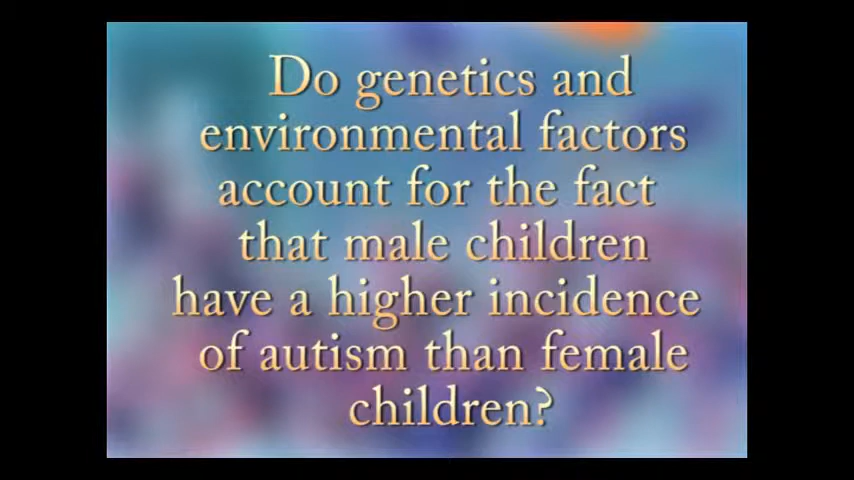 Do genetics and
environmental factors
account for the fact
that male children
have a higher incidence
of autism than female
children?